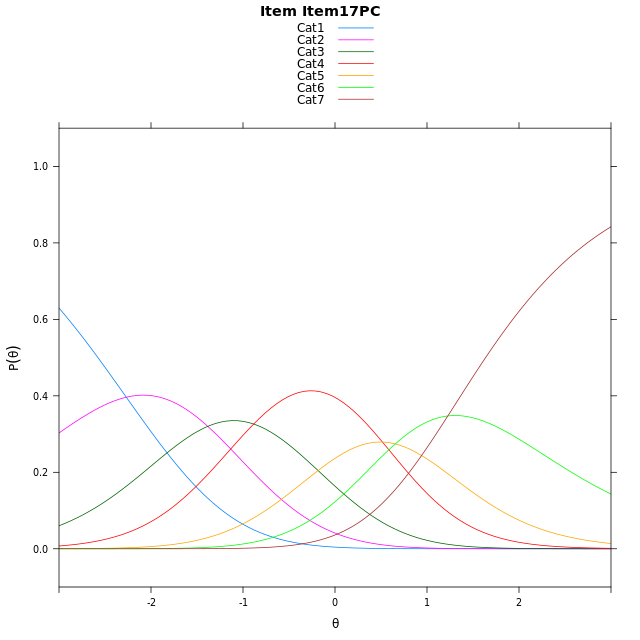 Item Item17PC
Cat1
Cat2
Cat3
Cat4
Cat5
Cat6
Cat7
1.0
0.8
0.6
0.4
0.2
0.0
P(θ)
-2 -1 0 1 2
θ